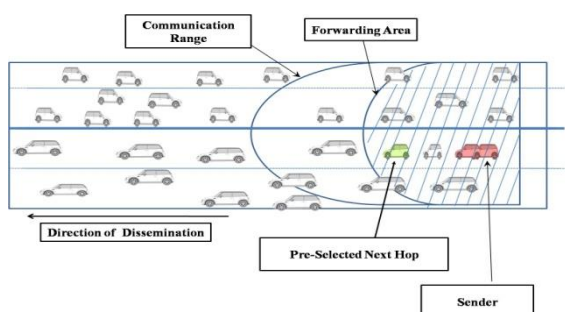 Communication
Range
Forwarding Area
Direction of Dissemination
Pre-Selected Next Hop
Sender